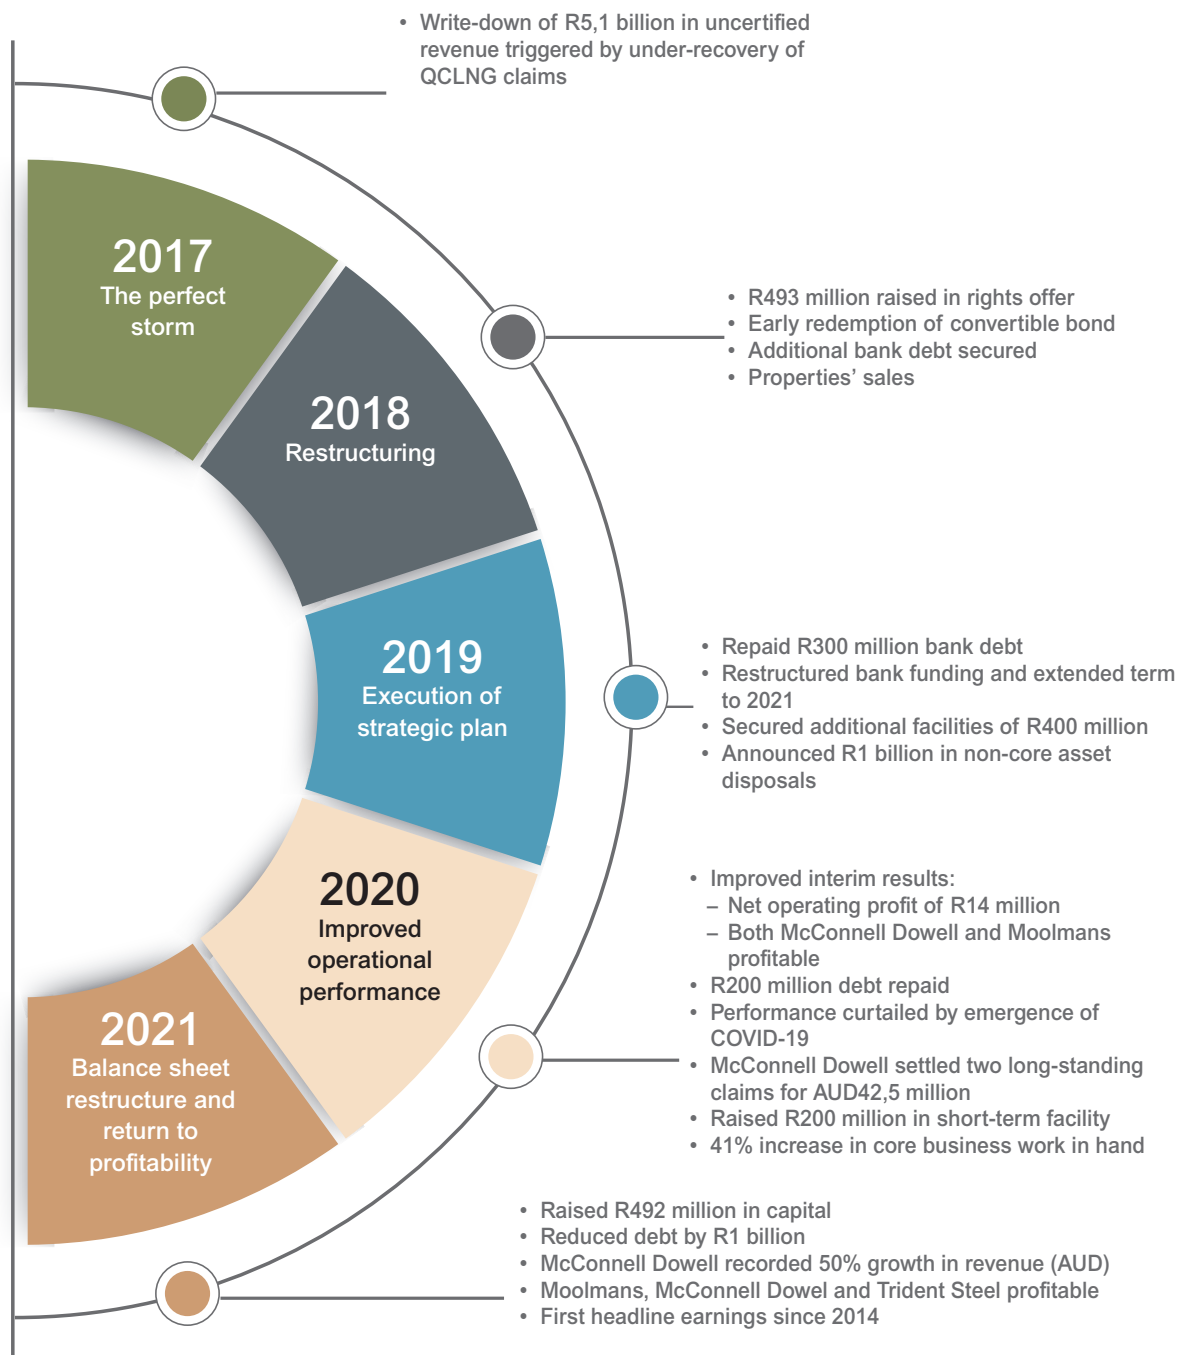 • Write-down of R5,1 billion in uncertified
revenue triggered by under-recovery of
QCLNG claims
2017
The perfect
storm
• R493 million raised in rights offer
• Early redemption of convertible bond
• Additional bank debt secured
• Properties’ sales
2018
Restructuring
2019
Execution of
strategic plan
• Repaid R300 million bank debt
• Restructured bank funding and extended term
to 2021
• Secured additional facilities of R400 million
• Announced R1 billion in non-core asset
disposals
2020
Improved
operational
performance
• Improved interim results:
– Net operating profit of R14 million
– Both McConnell Dowell and Moolmans
profitable
• R200 million debt repaid
• Performance curtailed by emergence of
COVID-19
• McConnell Dowell settled two long-standing
claims for AUD42,5 million
• Raised R200 million in short-term facility
• 41% increase in core business work in hand
2021
Balance sheet
restructure and
return to
profitability
• Raised R492 million in capital
• Reduced debt by R1 billion
• McConnell Dowell recorded 50% growth in revenue (AUD)
• Moolmans, McConnell Dowel and Trident Steel profitable
• First headline earnings since 2014